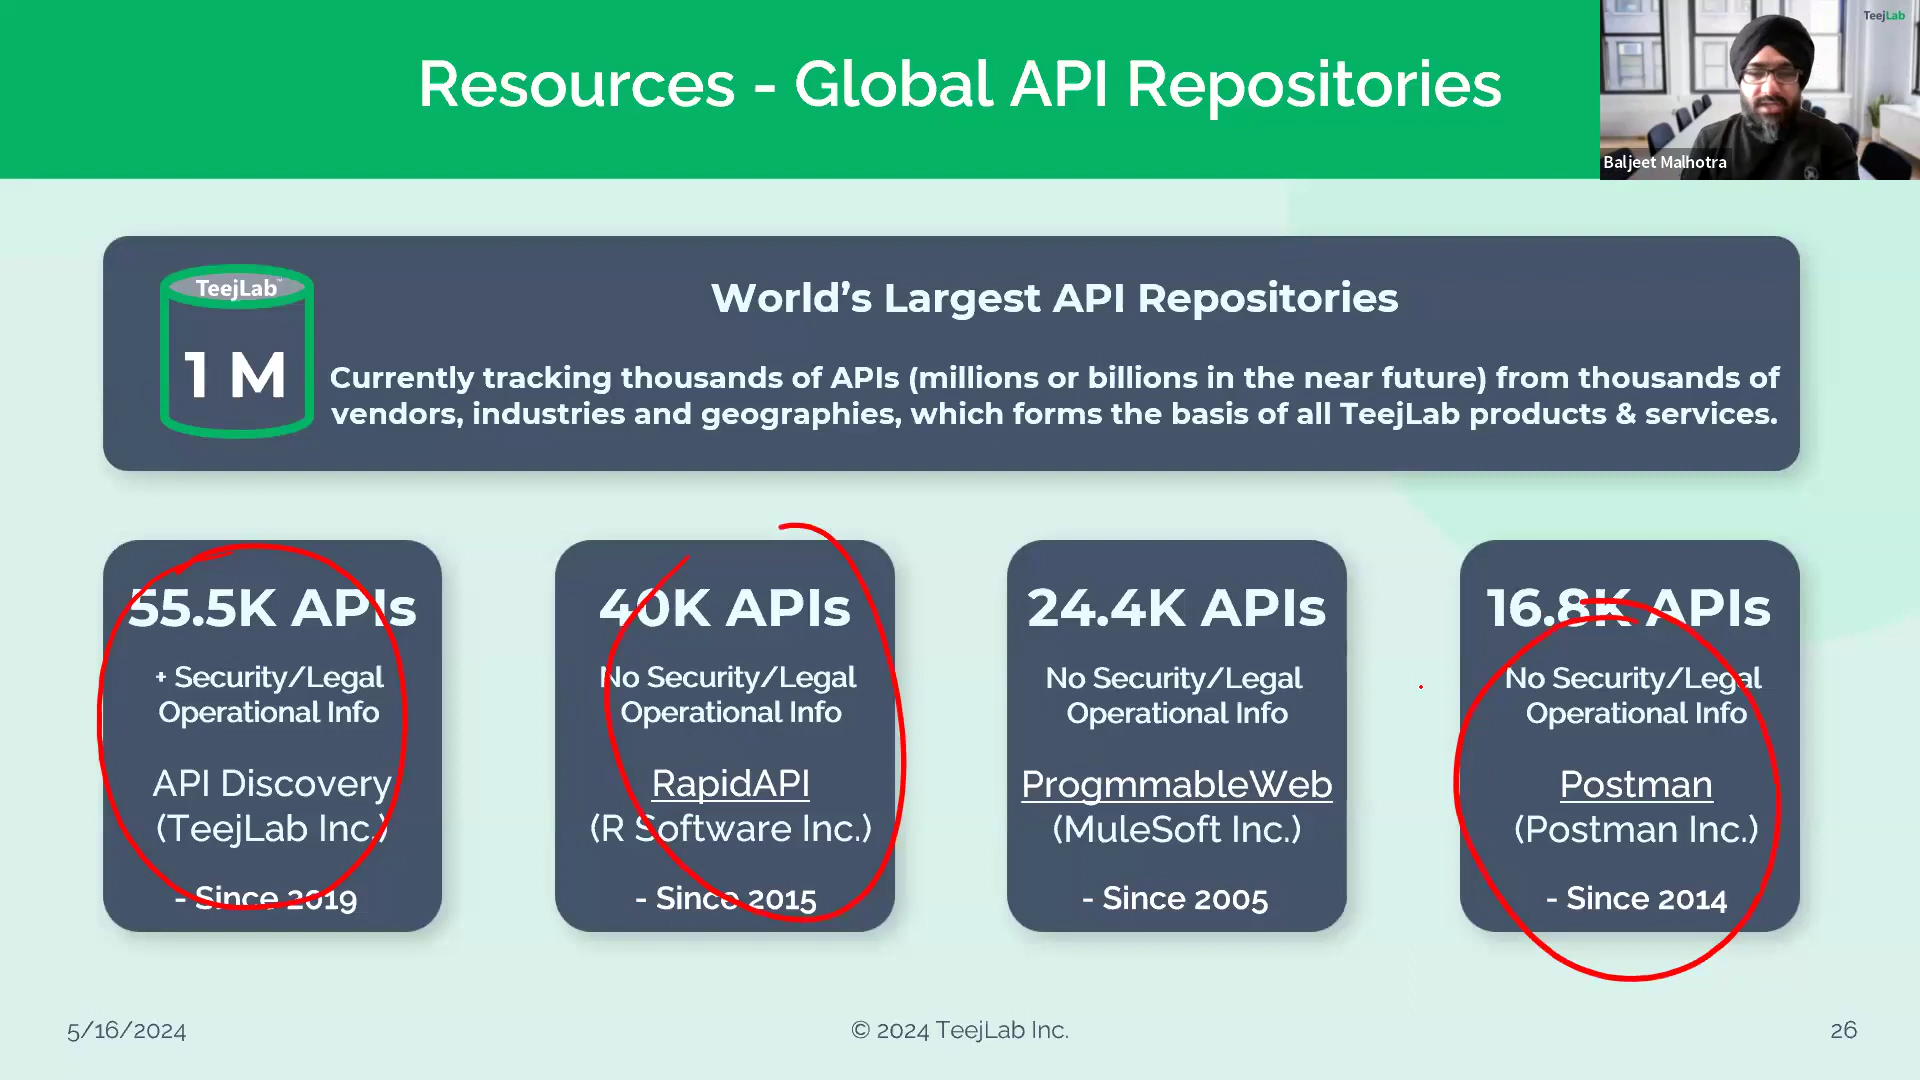 Resources - Global API Repositories
TeejLab
Baljeet Malhotra
TeejLab™
1 M
World's Largest API Repositories
Currently tracking thousands of APIs (millions or billions in the near future) from thousands of
vendors, industries and geographies, which forms the basis of all TeejLab products & services.
55.5K APIs
+ Security/Legal
Operational Info
API Discovery
(TeejLab Inc.)
- Since 2019
40K APIs
No Security/Legal
Operational Info
RapidAPI
(R Software Inc.)
- Since 2015
24.4K APIs
No Security/Legal
Operational Info
ProgmmableWeb
(MuleSoft Inc.)
- Since 2005
16.8K APIs
No Security/Legal
Operational Info
Postman
(Postman Inc.)
- Since 2014
5/16/2024
© 2024 TeejLab Inc.
26